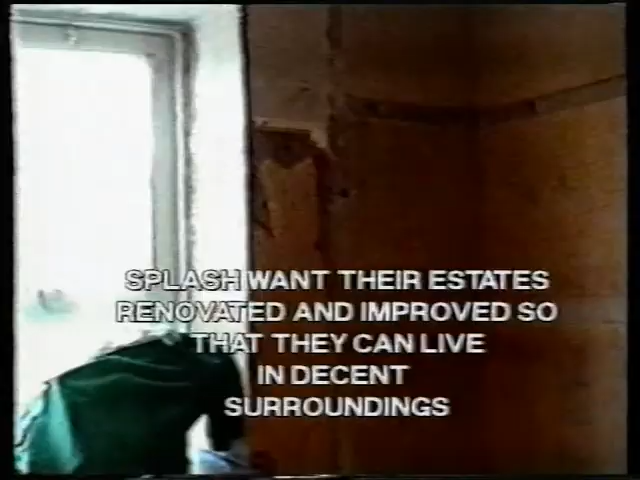 SPLASH WANT THEIR ESTATES
RENOVATED AND IMPROVED SO
THAT THEY CAN LIVE
IN DECENT
SURROUNDINGS